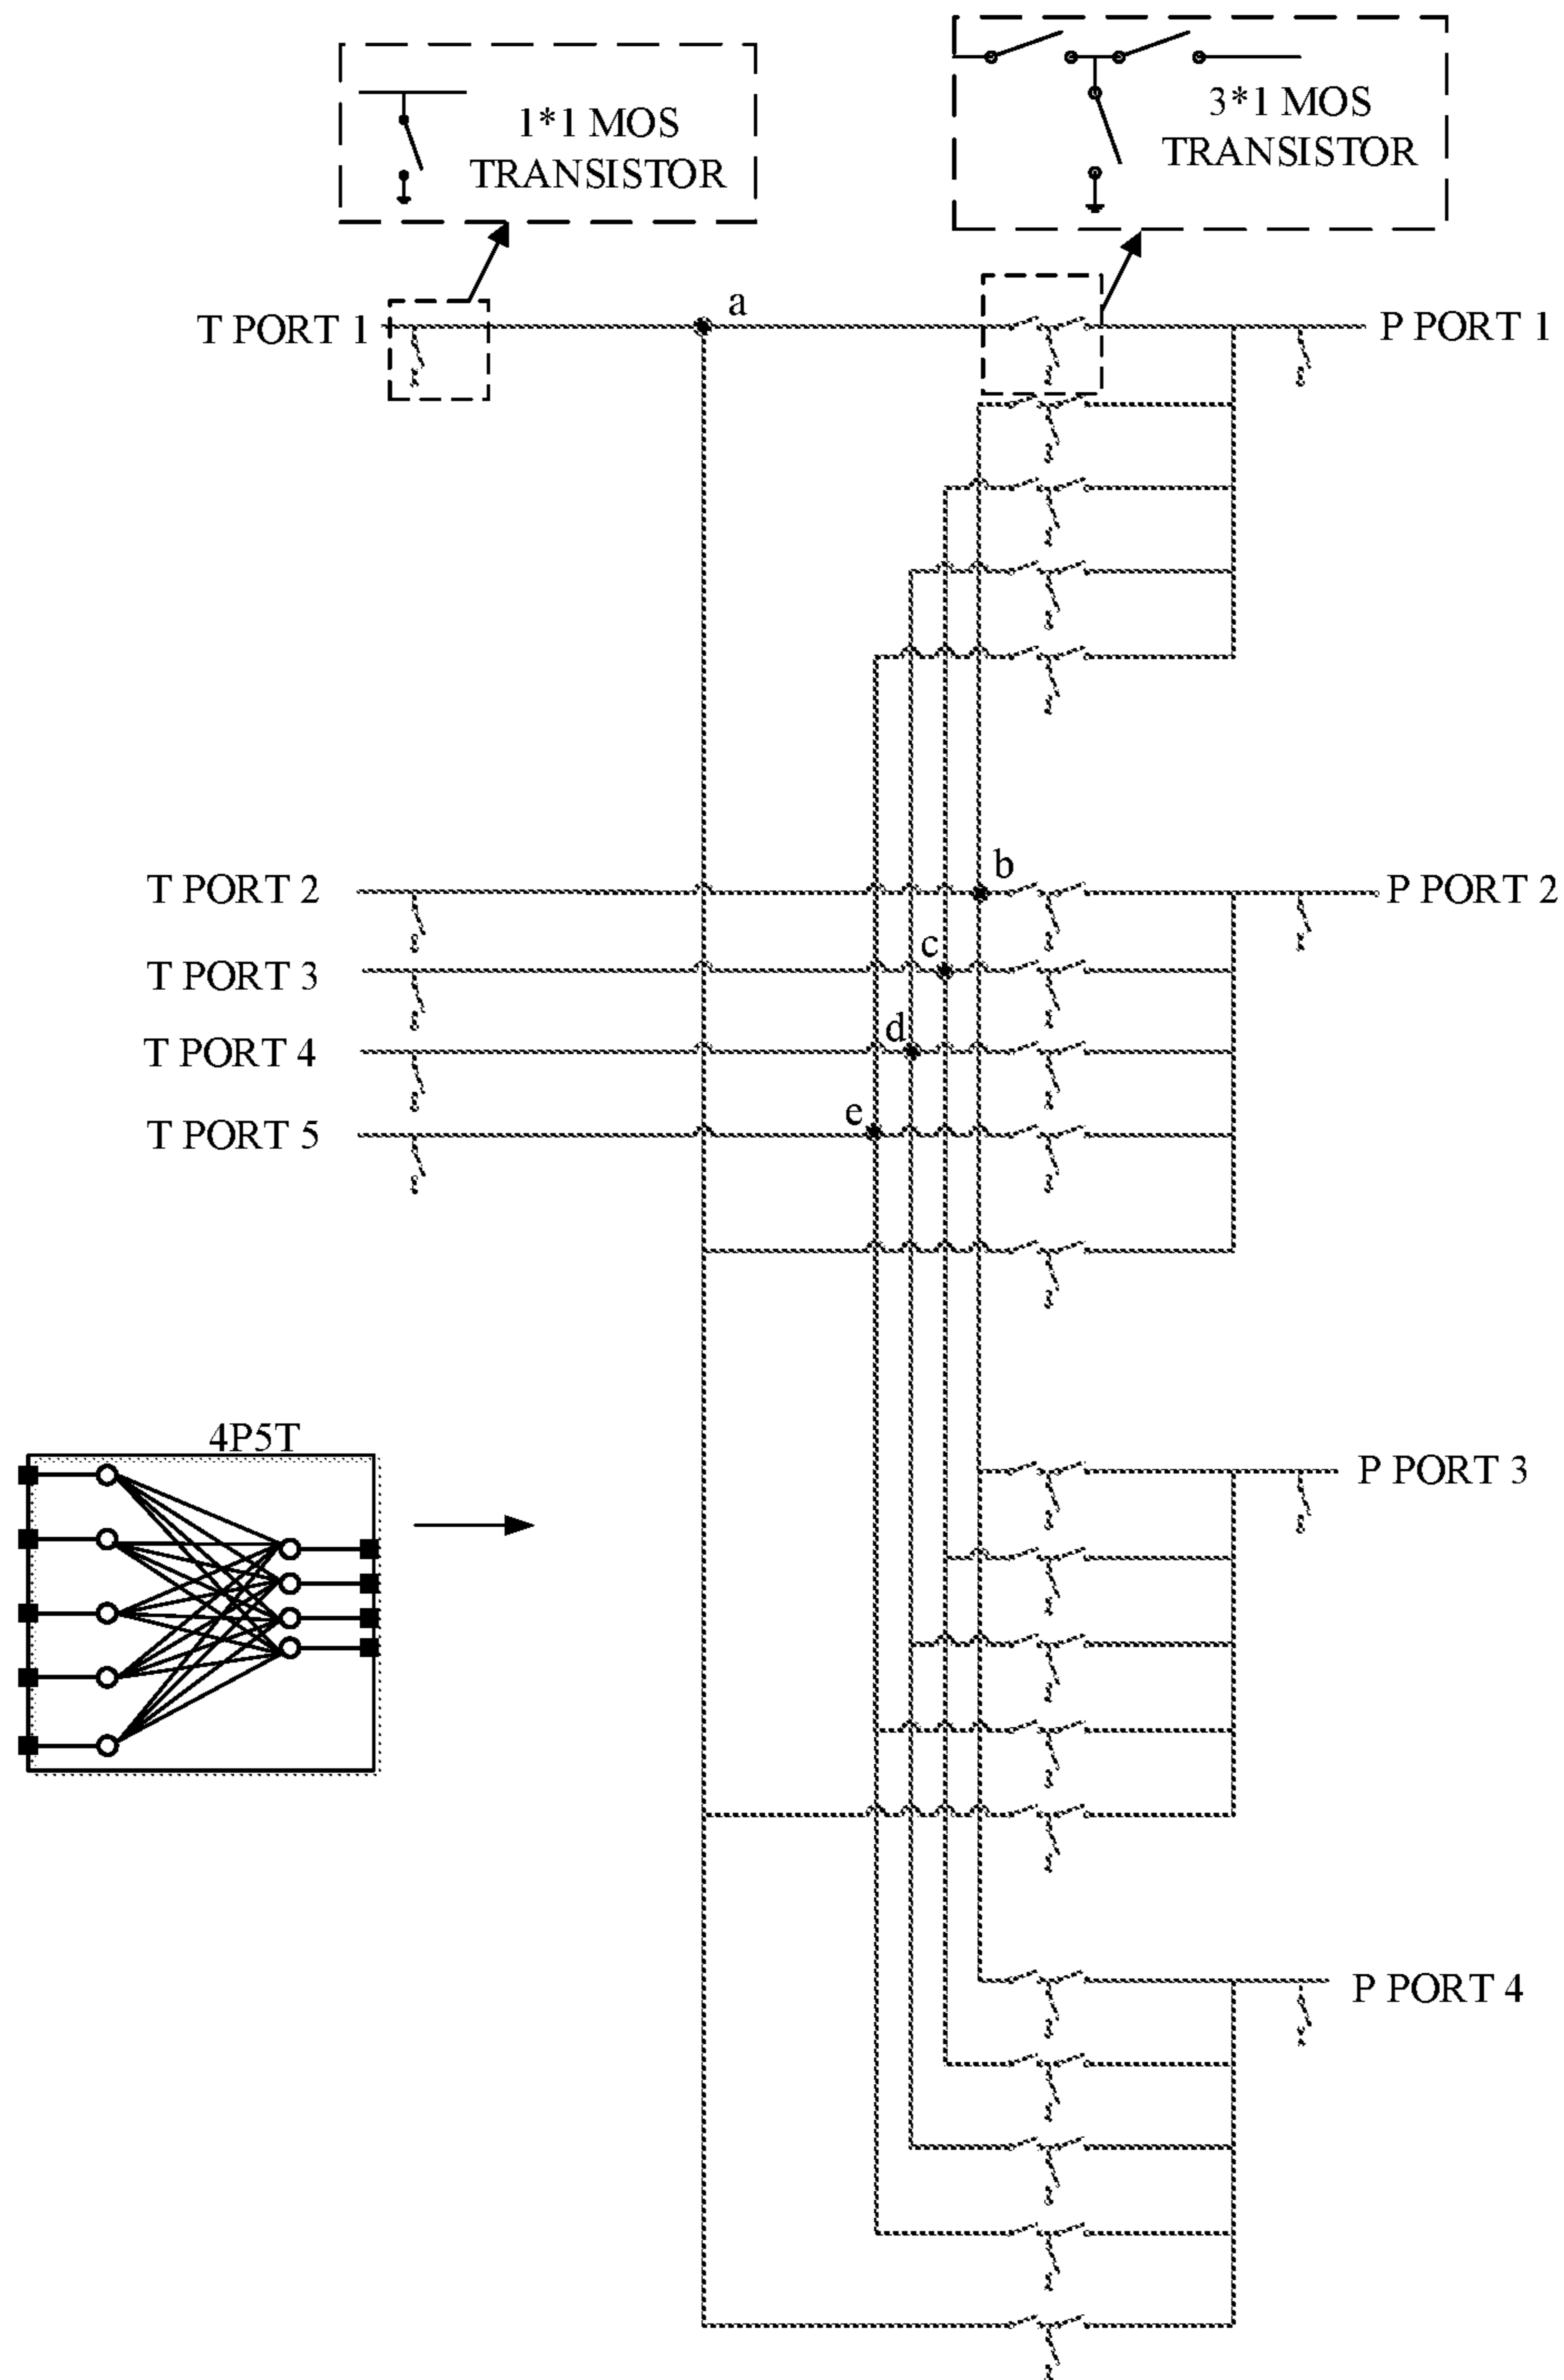 1*1 MOS
TRANSISTOR
3*1 MOS
TRANSISTOR
T PORT 1
a
P PORT 1
b
T PORT 2
P PORT 2
c
T PORT 3
d
T PORT 4
e
T PORT 5
4P5T
P PORT 3
P PORT 4